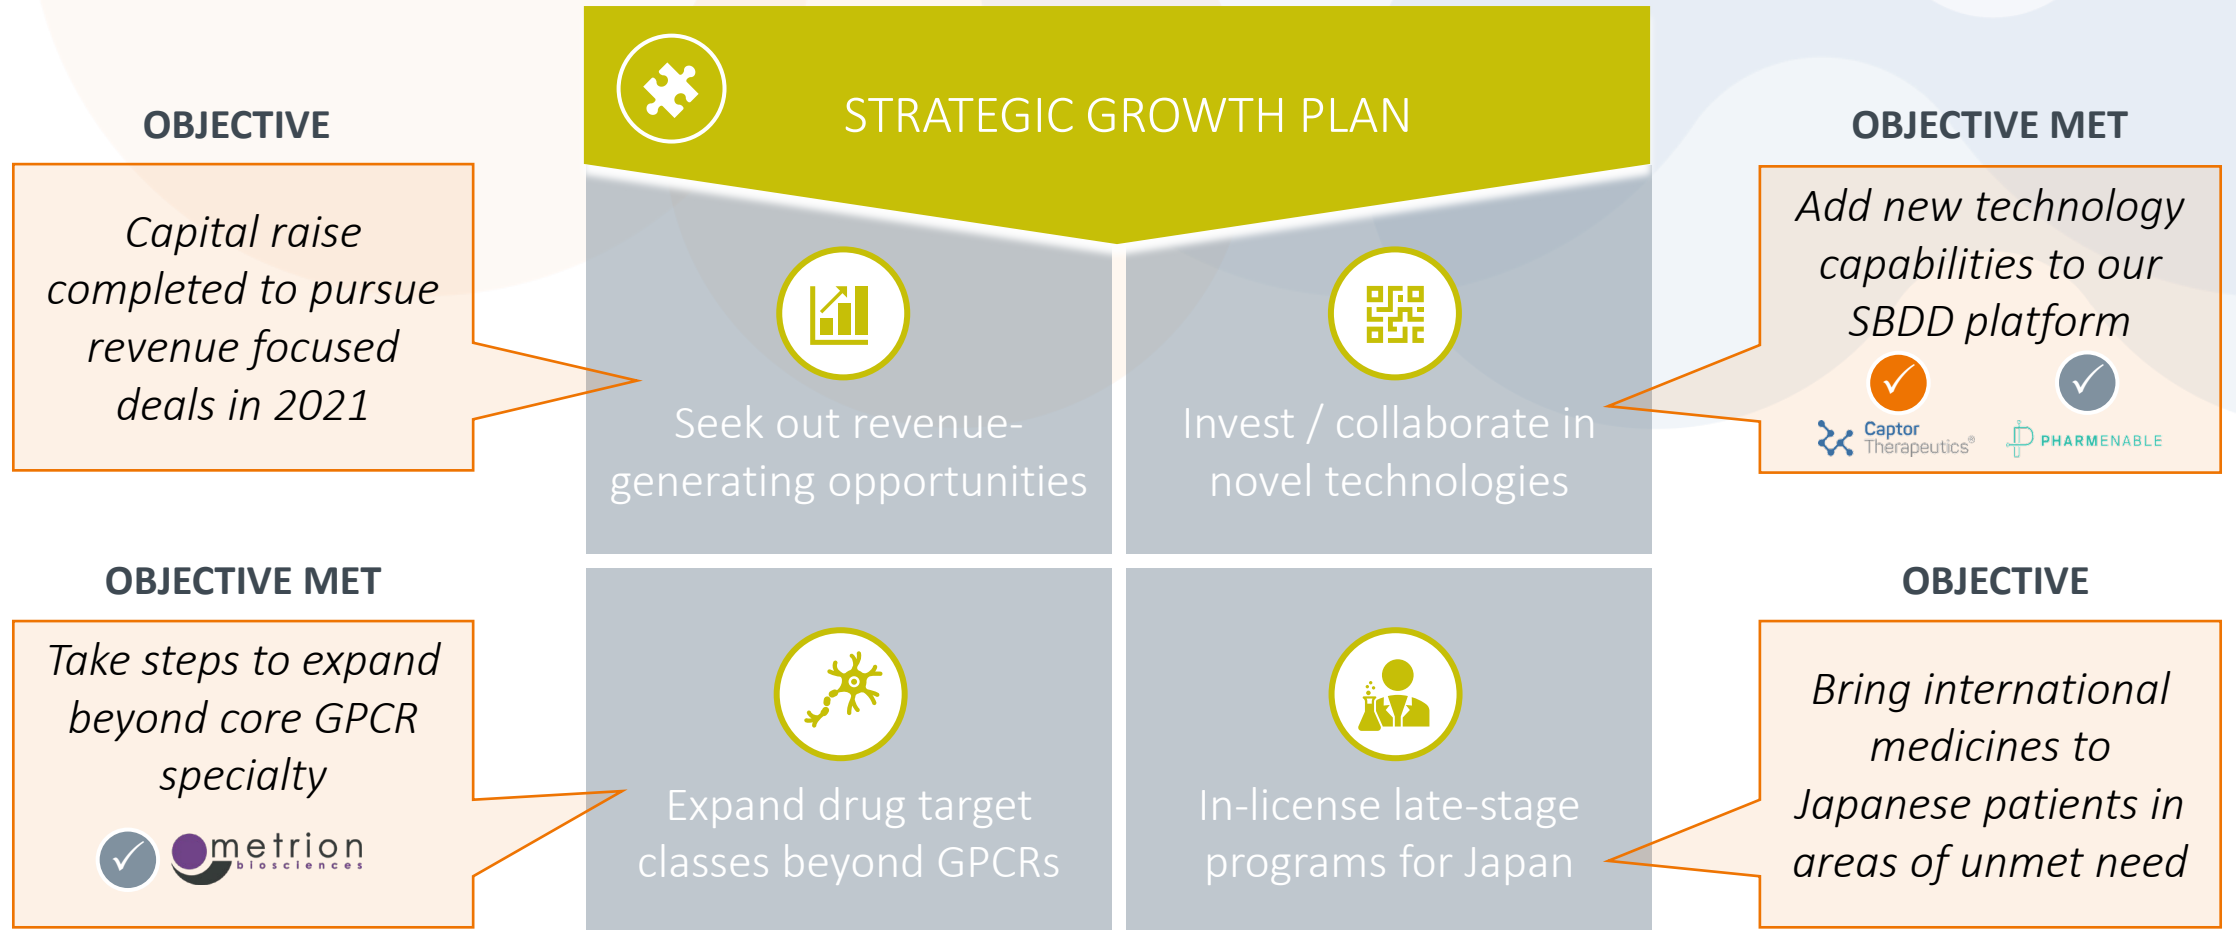 STRATEGIC GROWTH PLAN
OBJECTIVE
Capital raise
completed to pursue
revenue focused
deals in 2021
Seek out revenue-
generating opportunities
Invest / collaborate in
novel technologies
OBJECTIVE MET
Add new technology
capabilities to our
SBDD platform
Captor
Therapeutics®
PHARMENABLE
OBJECTIVE MET
Take steps to expand
beyond core GPCR
specialty
metrion
biosciences
Expand drug target
classes beyond GPCRs
In-license late-stage
programs for Japan
OBJECTIVE
Bring international
medicines to
Japanese patients in
areas of unmet need